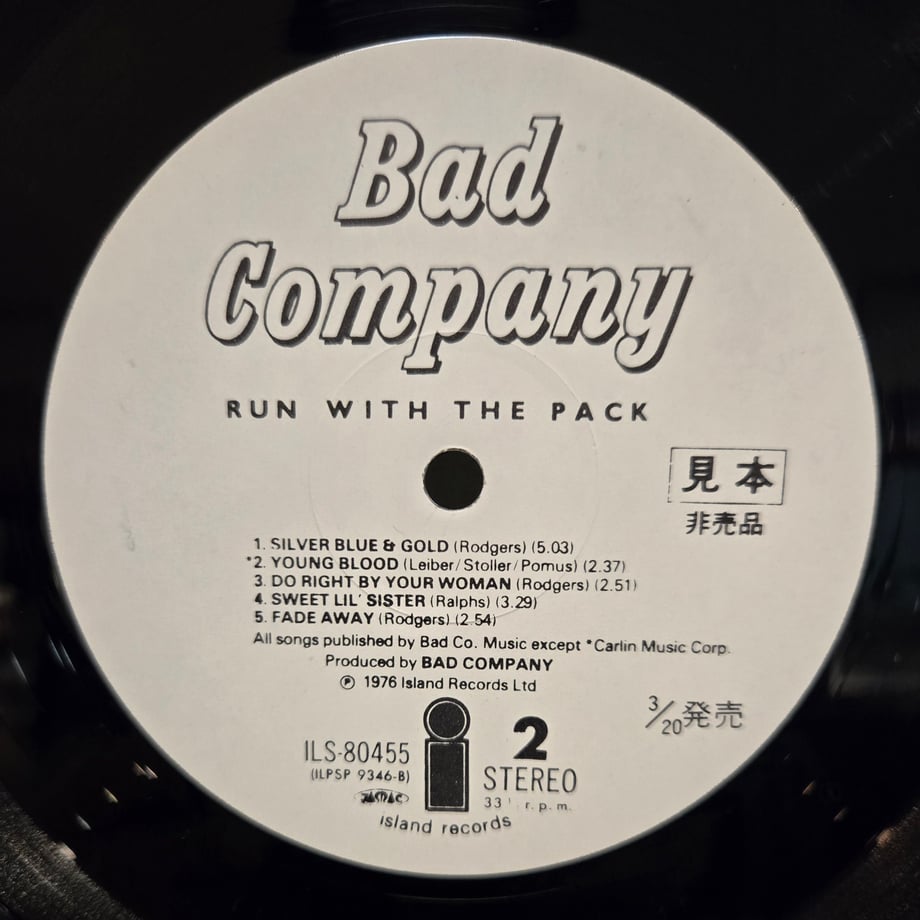 Bad
Company
RUN WITH THE PACK
見本
非売品
1. SILVER BLUE & GOLD (Rodgers) (5.03)
*2. YOUNG BLOOD (Leiber/Stoller/Pomus) (2.37)
3. DO RIGHT BY YOUR WOMAN (Rodgers) (2.51)
4. SWEET LIL' SISTER (Ralphs) (3.29)
5. FADE AWAY (Rodgers) (2.54)
All songs published by Bad Co. Music except *Carlin Music Corp.
Produced by BAD COMPANY
℗ 1976 Island Records Ltd
3/20発売
ILS-80455
(ILPSP 9346-B)
2
STEREO
33⅓ r.p.m.
island records